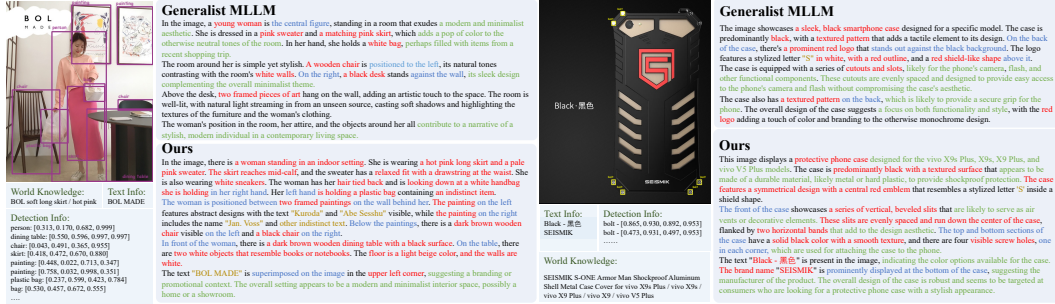 BOL
MADE
person
painting
painting
chair
World Knowledge:
BOL soft long skirt / hot pink
Text Info:
BOL MADE
Detection Info:
person: [0.313, 0.170, 0.682, 0.999]
dining table: [0.550, 0.596, 0.997, 0.997]
chair: [0.043, 0.491, 0.365, 0.955]
skirt: [0.418, 0.472, 0.670, 0.880]
painting: [0.448, 0.022, 0.713, 0.347]
painting: [0.758, 0.032, 0.998, 0.351]
plastic bag: [0.237, 0.599, 0.423, 0.784]
bag: [0.530, 0.457, 0.672, 0.555]
....
Generalist MLLM
In the image, a young woman is the central figure, standing in a room that exudes a modern and minimalist
aesthetic. She is dressed in a pink sweater and a matching pink skirt, which adds a pop of color to the
otherwise neutral tones of the room. In her hand, she holds a white bag, perhaps filled with items from a
recent shopping trip.
The room around her is simple yet stylish. A wooden chair is positioned to the left, its natural tones
contrasting with the room's white walls. On the right, a black desk stands against the wall, its sleek design
complementing the overall minimalist theme.
Above the desk, two framed pieces of art hang on the wall, adding an artistic touch to the space. The room is
well-lit, with natural light streaming in from an unseen source, casting soft shadows and highlighting the
textures of the furniture and the woman's clothing.
The woman's position in the room, her attire, and the objects around her all contribute to a narrative of a
stylish, modern individual in a contemporary living space.
Ours
In the image, there is a woman standing in an indoor setting. She is wearing a hot pink long skirt and a pale
pink sweater. The skirt reaches mid-calf, and the sweater has a relaxed fit with a drawstring at the waist. She
is also wearing white sneakers. The woman has her hair tied back and is looking down at a white handbag
she is holding in her right hand. Her left hand is holding a plastic bag containing an indistinct item.
The woman is positioned between two framed paintings on the wall behind her. The painting on the left
features abstract designs with the text "Kuroda" and "Abe Sesshu" visible, while the painting on the right
includes the name "Jan. Voss" and other indistinct text. Below the paintings, there is a dark brown wooden
chair visible on the left and a black chair on the right.
In front of the woman, there is a dark brown wooden dining table with a black surface. On the table, there
are two white objects that resemble books or notebooks. The floor is a light beige color, and the walls are
white.
The text "BOL MADE" is superimposed on the image in the upper left corner, suggesting a branding or
promotional context. The overall setting appears to be a modern and minimalist interior space, possibly a
home or a showroom.
Black · 黑色
SEISMIK
Text Info:
Black - 黑色
SEISMIK
Detection Info:
bolt - [0.865, 0.930, 0.892, 0.953]
bolt - [0.473, 0.931, 0.497, 0.953]
......
World Knowledge:
SEISMIK S-ONE Armor Man Shockproof Aluminum
Shell Metal Case Cover for vivo X9s Plus / vivo X9s /
vivo X9 Plus / vivo X9 / vivo V5 Plus
Generalist MLLM
The image showcases a sleek, black smartphone case designed for a specific model. The case is
predominantly black, with a textured pattern that adds a tactile element to its design. On the back
of the case, there's a prominent red logo that stands out against the black background. The logo
features a stylized letter "S" in white, with a red outline, and a red shield-like shape above it.
The case is equipped with a series of cutouts and slots, likely for the phone's camera, flash, and
other functional components. These cutouts are evenly spaced and designed to provide easy access
to the phone's camera and flash without compromising the case's aesthetic.
The case also has a textured pattern on the back, which is likely to provide a secure grip for the
phone. The overall design of the case suggests a focus on both functionality and style, with the red
logo adding a touch of color and branding to the otherwise monochrome design.
Ours
This image displays a protective phone case designed for the vivo X9s Plus, X9s, X9 Plus, and
vivo V5 Plus models. The case is predominantly black with a textured surface that appears to be
made of a durable material, likely metal or hard plastic, to provide shockproof protection. The case
features a symmetrical design with a central red emblem that resembles a stylized letter 'S' inside a
shield shape.
The front of the case showcases a series of vertical, beveled slits that are likely to serve as air
vents or decorative elements. These slits are evenly spaced and run down the center of the case,
flanked by two horizontal bands that add to the design aesthetic. The top and bottom sections of
the case have a solid black color with a smooth texture, and there are four visible screw holes, one
in each corner, which are used for attaching the case to the phone.
The text "Black - 黑色" is present in the image, indicating the color options available for the case.
The brand name "SEISMIK" is prominently displayed at the bottom of the case, suggesting the
manufacturer of the product. The overall design of the case is robust and seems to be targeted at
consumers who are looking for a protective phone case with a stylish appearance.